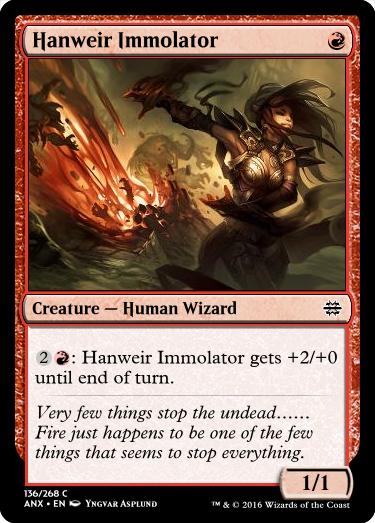 Hanweir Immolator
Creature — Human Wizard
2 : Hanweir Immolator gets +2/+0
until end of turn.
Very few things stop the undead……
Fire just happens to be one of the few
things that seems to stop everything.
1/1
136/268 C
ANX • EN Yngvar Asplund
™ & © 2016 Wizards of the Coast